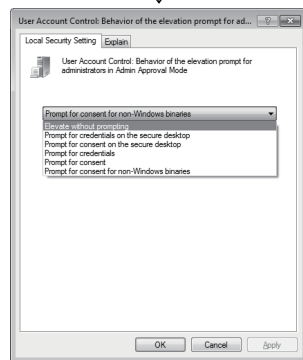 User Account Control: Behavior of the elevation prompt for ad...
Local Security Setting Explain
User Account Control: Behavior of the elevation prompt for
administrators in Admin Approval Mode
Prompt for consent for non-Windows binaries
Elevate without prompting
Prompt for credentials on the secure desktop
Prompt for consent on the secure desktop
Prompt for credentials
Prompt for consent
Prompt for consent for non-Windows binaries
OK Cancel Apply